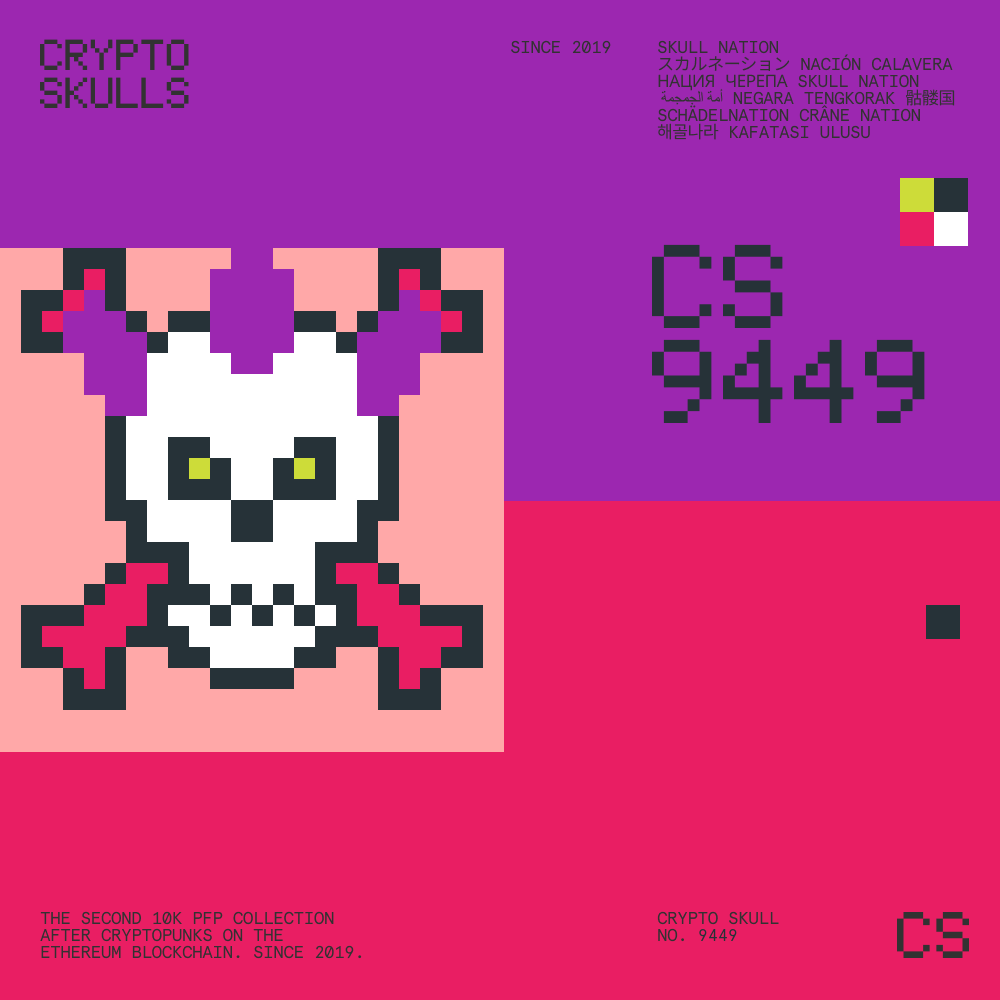 CRYPTO
SKULLS
SINCE 2019
SKULL NATION
スカルネーション NACIÓN CALAVERA
НАЦИЯ ЧЕРЕПА SKULL NATION
أمة الجمجمة NEGARA TENGKORAK 骷髅国
SCHÄDELNATION CRÂNE NATION
해골나라 KAFATASI ULUSU
CS
9449
THE SECOND 10K PFP COLLECTION
AFTER CRYPTOPUNKS ON THE
ETHEREUM BLOCKCHAIN. SINCE 2019.
CRYPTO SKULL
NO. 9449
CS